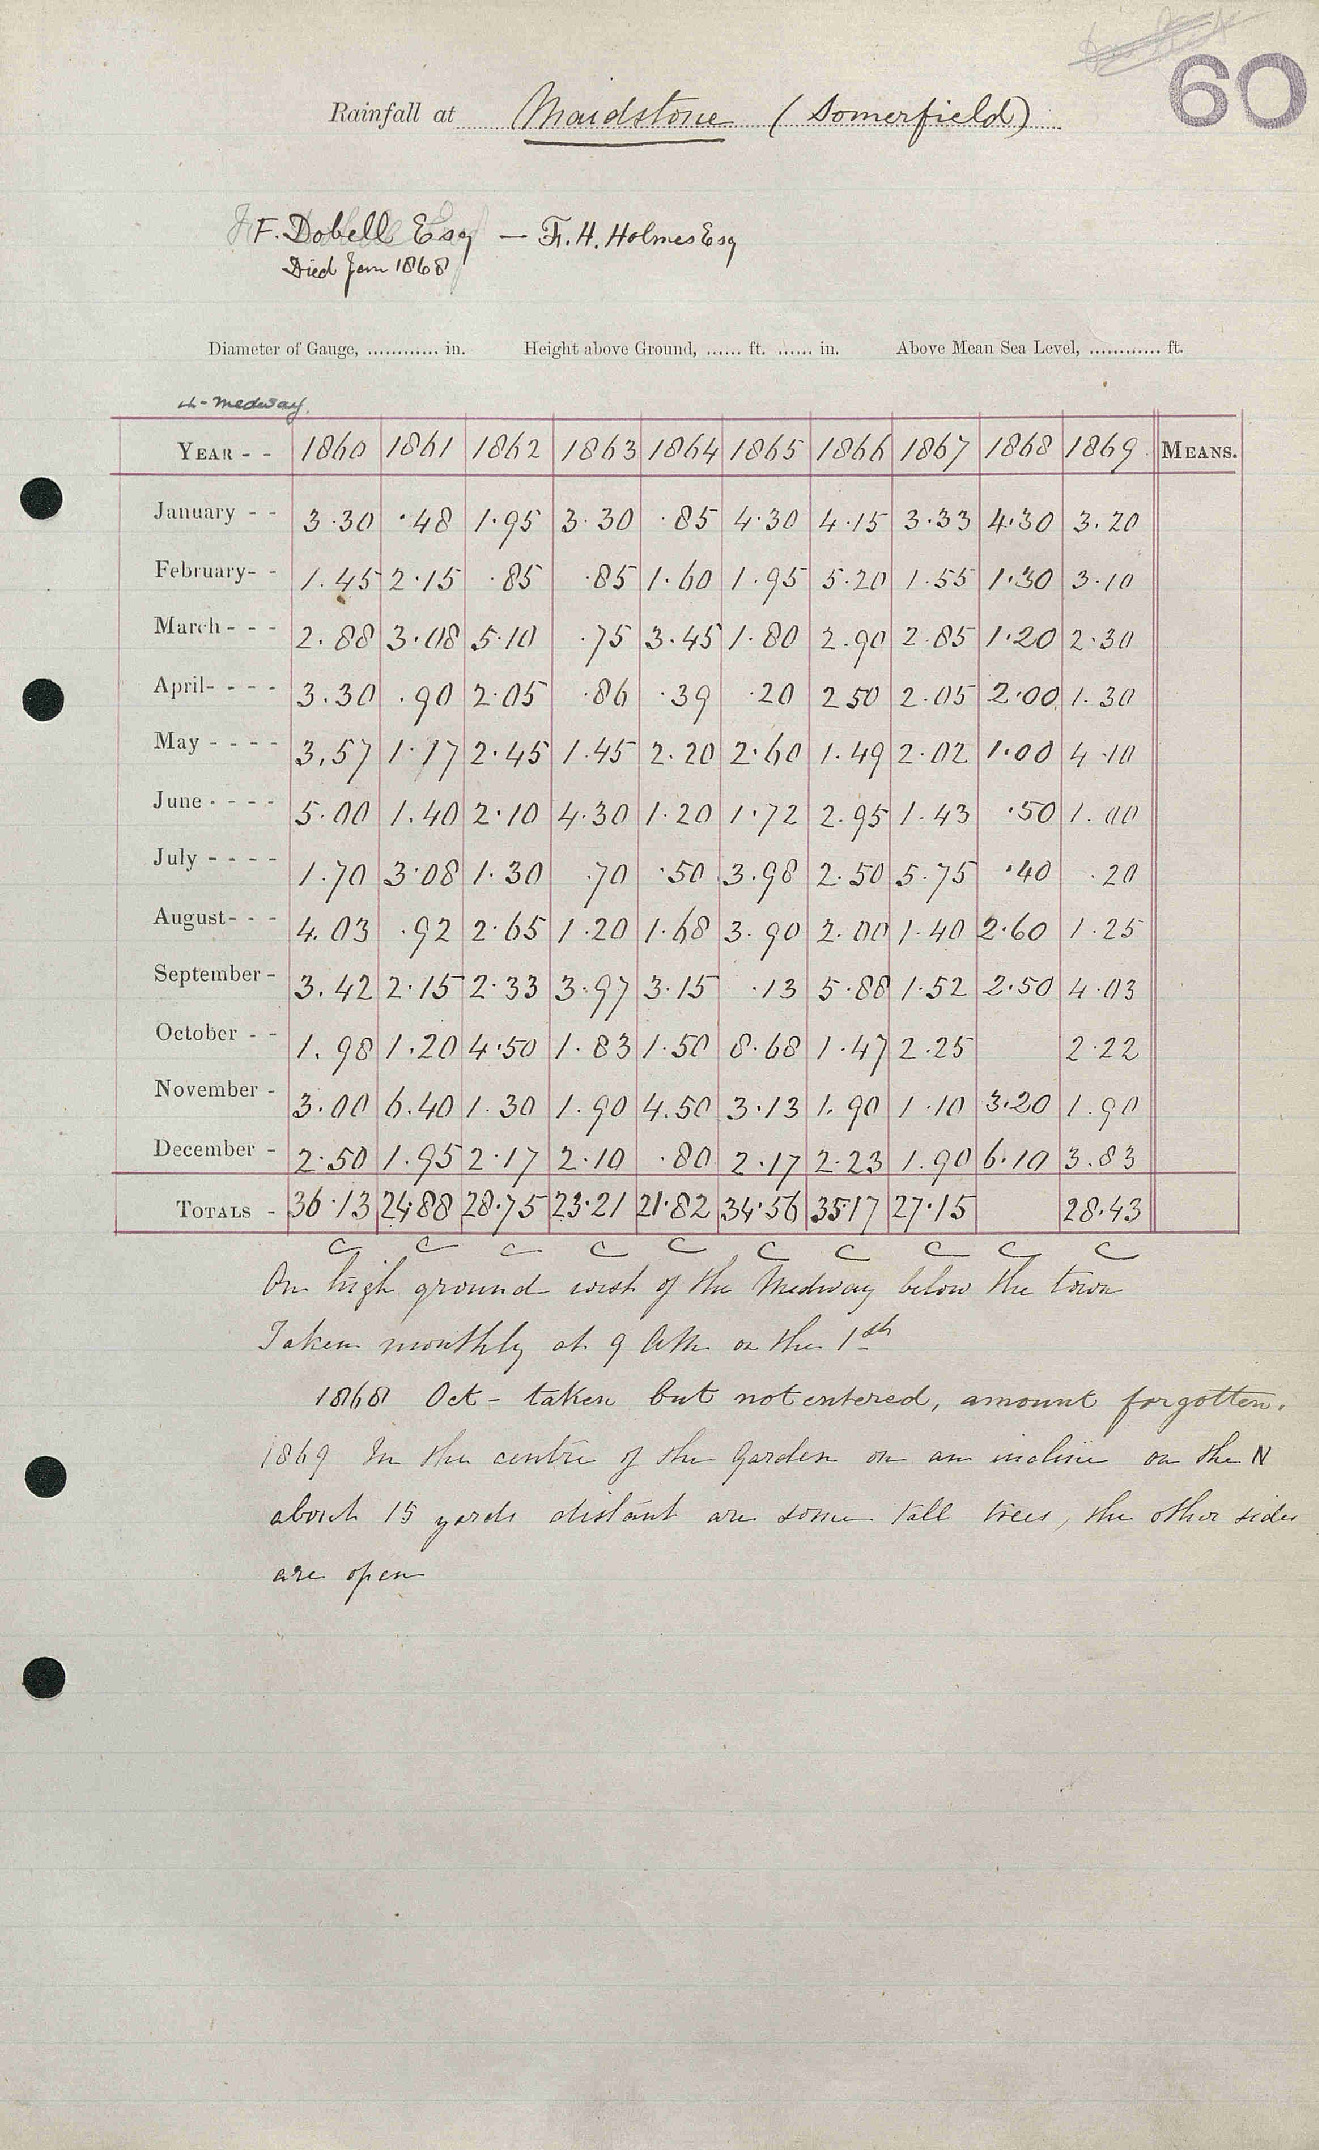 60
Rainfall at Maidstone (Somerfield)
F. Dobell Esq — F. H. Holmes Esq
Died Jan 1868
Diameter of Gauge, ............ in. Height above Ground, ...... ft. ...... in. Above Mean Sea Level, ............ ft.
Medway
YEAR - - 1860 1861 1862 1863 1864 1865 1866 1867 1868 1869 MEANS.
January - - 3.30 .48 1.95 3.30 .85 4.30 4.15 3.33 4.30 3.20
February- - 1.45 2.15 .85 .85 1.60 1.95 5.20 1.55 1.30 3.10
March - - - 2.88 3.08 5.10 .75 3.45 1.80 2.90 2.85 1.20 2.30
April- - - - 3.30 .90 2.05 .86 .39 .20 2 50 2.05 2.00 1.30
May - - - - 3.57 1.17 2.45 1.45 2.20 2.60 1.49 2.02 1.00 4.10
June - - - - 5.00 1.40 2.10 4.30 1.20 1.72 2.95 1.43 .50 1.00
July - - - - 1.70 3.08 1.30 .70 .50 3.98 2.50 5.75 .40 .20
August- - - 4.03 .92 2.65 1.20 1.68 3.90 2.00 1.40 2.60 1.25
September - 3.42 2.15 2.33 3.97 3.15 .13 5.88 1.52 2.50 4.03
October - - 1.98 1.20 4.50 1.83 1.50 8.68 1.47 2.25 2.22
November - 3.00 6.40 1.30 1.90 4.50 3.13 1.90 1.10 3.20 1.90
December - 2.50 1.95 2.17 2.10 .80 2.17 2.23 1.90 6.10 3.83
TOTALS - 36.13 24.88 28.75 23.21 21.82 34.56 35.17 27.15 28.43
C C C C C C C C C C
On high ground west of the Medway below the town
Taken monthly at 9 AM on the 1st
1868 Oct - taken but not entered, amount forgotten.
1869 In the centre of the Garden on an incline on the N
about 15 yards distant are some tall trees, the other sides
are open